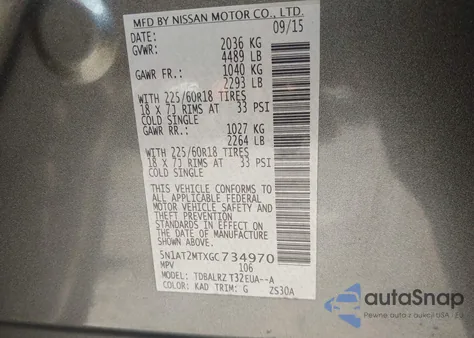 MFD BY NISSAN MOTOR CO., LTD.
DATE: 09/15
GVWR: 2036 KG
4489 LB
GAWR FR.: 1040 KG
2293 LB
WITH 225/60R18 TIRES
18 X 7J RIMS AT 33 PSI
COLD SINGLE
GAWR RR.: 1027 KG
2264 LB
WITH 225/60R18 TIRES
18 X 7J RIMS AT 33 PSI
COLD SINGLE
THIS VEHICLE CONFORMS TO
ALL APPLICABLE FEDERAL
MOTOR VEHICLE SAFETY
AND THEFT PREVENTION
STANDARDS IN EFFECT ON
THE DATE OF MANUFACTURE
SHOWN ABOVE.
5N1AT2MTXGC734970
MPV 106
MODEL: TDBALRZ T32EUA--A
COLOR: KAD TRIM: G ZS30A
autoSnap
Pewne auto z USA